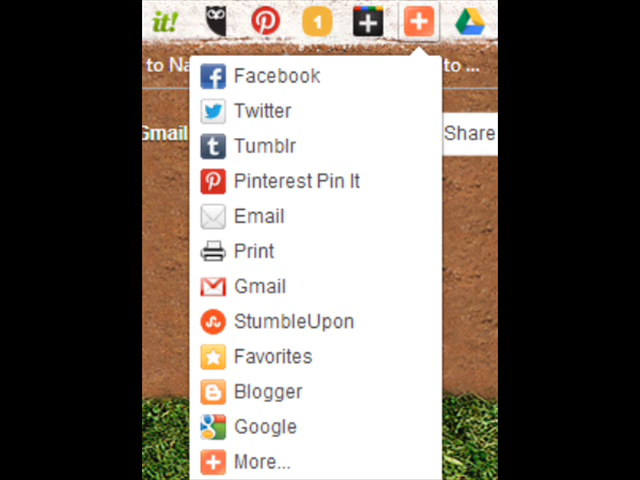 it!
1
to Na
to ...
Facebook
Twitter
Gmail
Share
Tumblr
Pinterest Pin It
Email
Print
Gmail
StumbleUpon
Favorites
Blogger
Google
More...